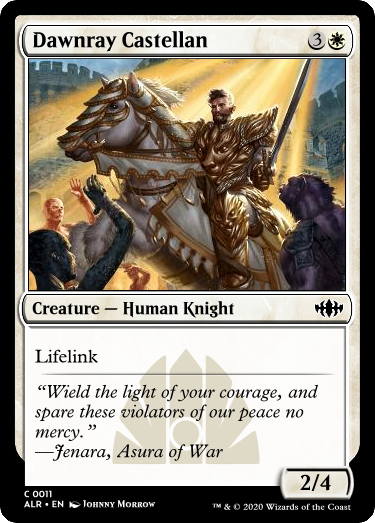 Dawnray Castellan 3
Creature — Human Knight
Lifelink
“Wield the light of your courage, and
spare these violators of our peace no
mercy.”
—Jenara, Asura of War
2/4
C 0011
ALR • EN Johnny Morrow
™ & © 2020 Wizards of the Coast